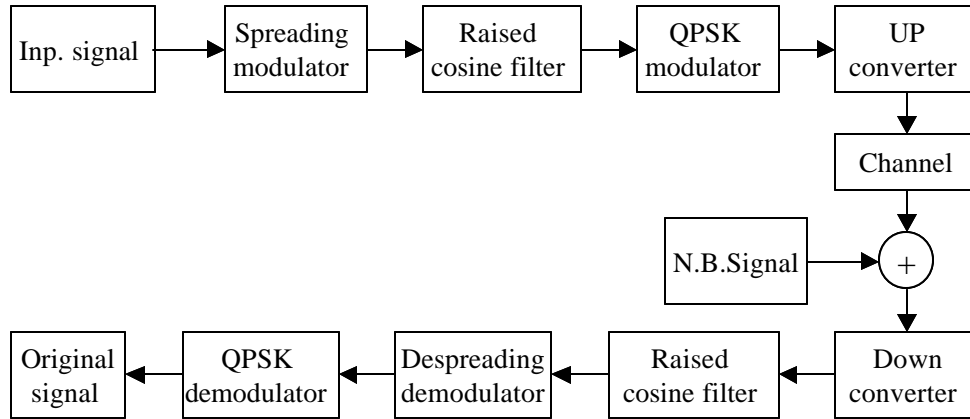 Inp. signal
Spreading
modulator
Raised
cosine filter
QPSK
modulator
UP
converter
Channel
N.B.Signal
+
Original
signal
QPSK
demodulator
Despreading
demodulator
Raised
cosine filter
Down
converter